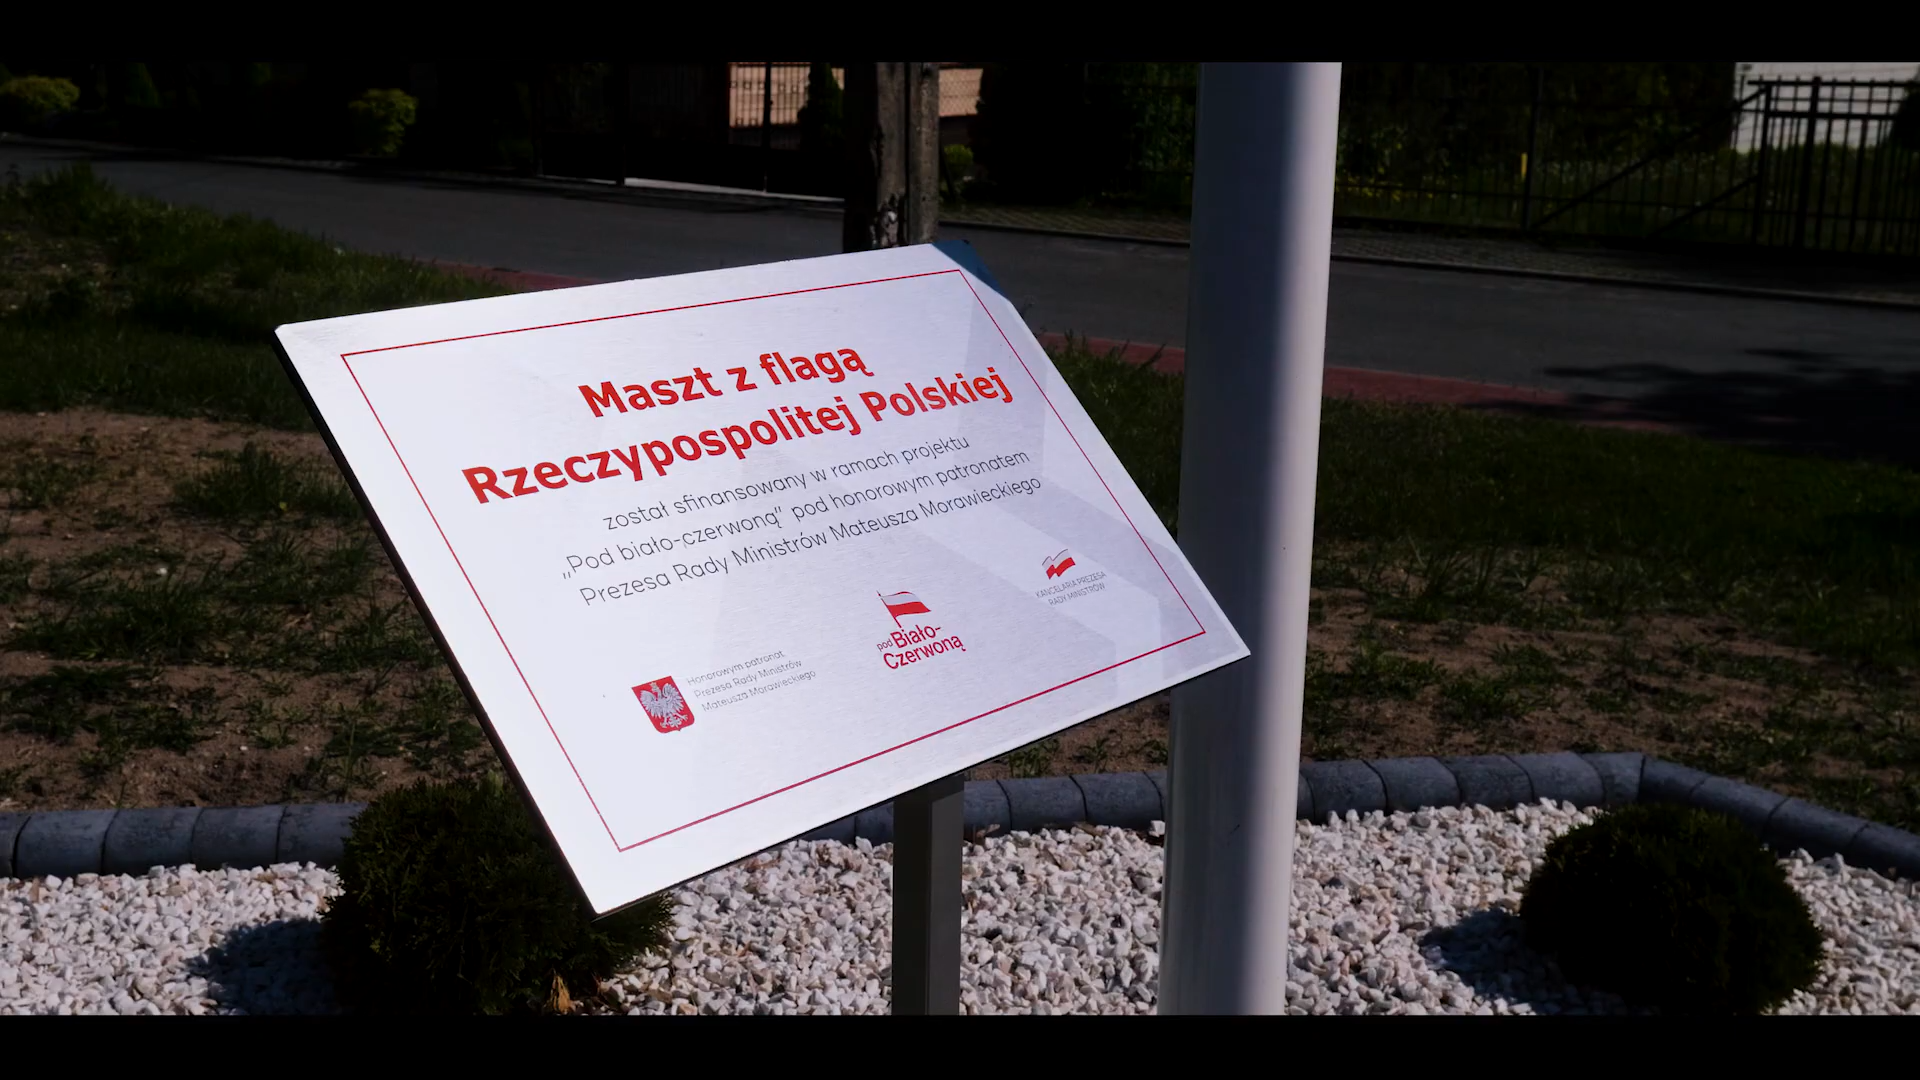 Maszt z flagą
Rzeczypospolitej Polskiej
został sfinansowany w ramach projektu
„Pod biało-czerwoną” pod honorowym patronatem
Prezesa Rady Ministrów Mateusza Morawieckiego
Honorowym patronat
Prezesa Rady Ministrów
Mateusza Morawieckiego
pod Biało-
Czerwoną
KANCELARIA PREZESA
RADY MINISTRÓW